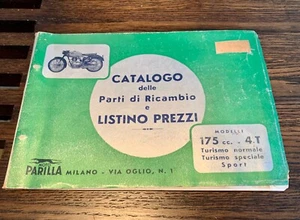 CATALOGO
delle
Parti di Ricambio
e
LISTINO PREZZI
MODELLI
175 cc. - 4T
Turismo normale
Turismo speciale
Sport
PARILLA MILANO - VIA OGLIO, N. 1